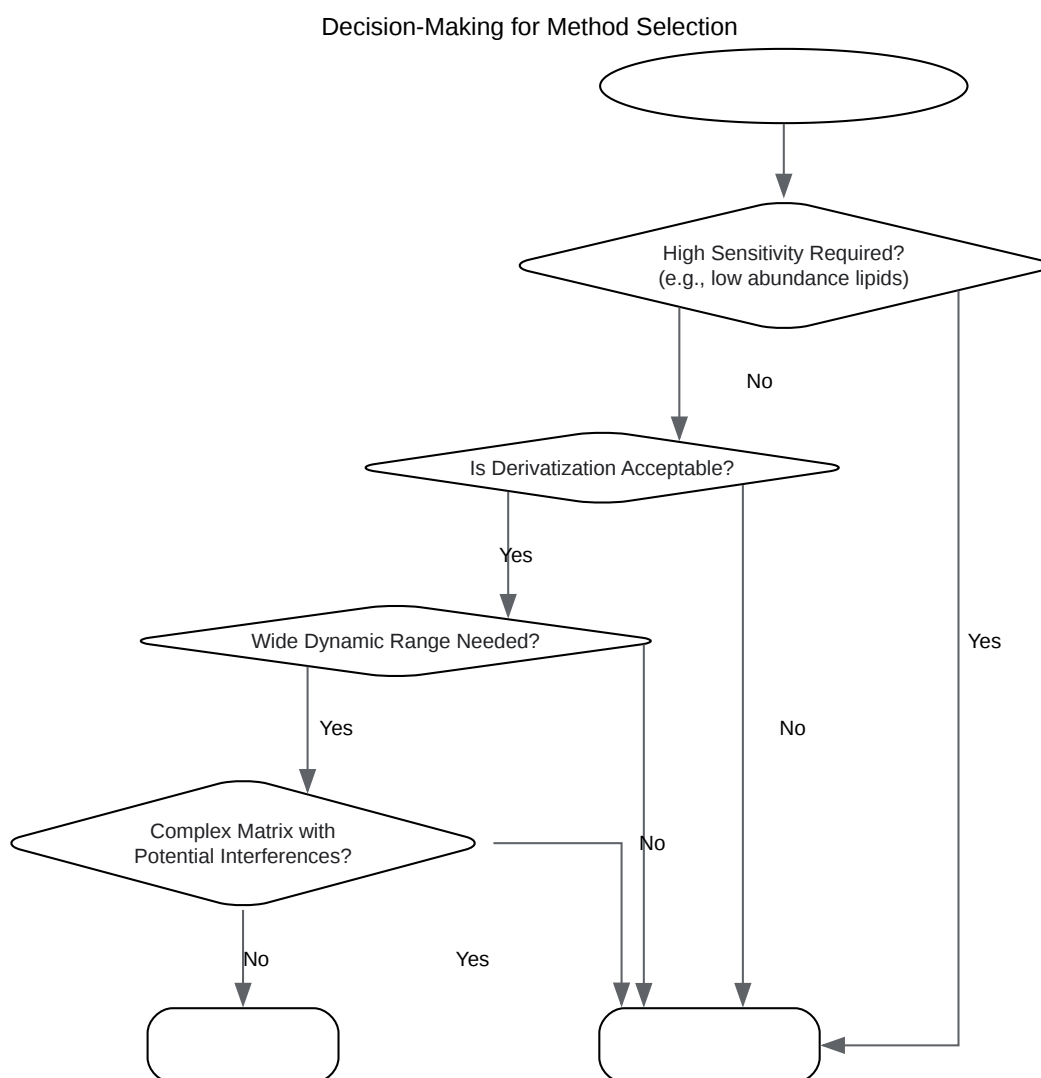 Decision-Making for Method Selection
High Sensitivity Required?
(e.g., low abundance lipids)
No
Is Derivatization Acceptable?
Yes
Wide Dynamic Range Needed?
Yes
Yes
No
Complex Matrix with
Potential Interferences?
No
No
Yes